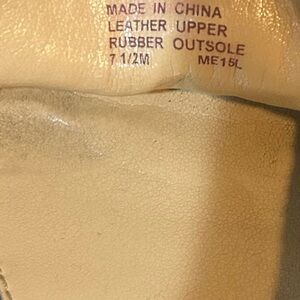 MADE IN CHINA
LEATHER UPPER
RUBBER OUTSOLE
7 1/2M ME15L